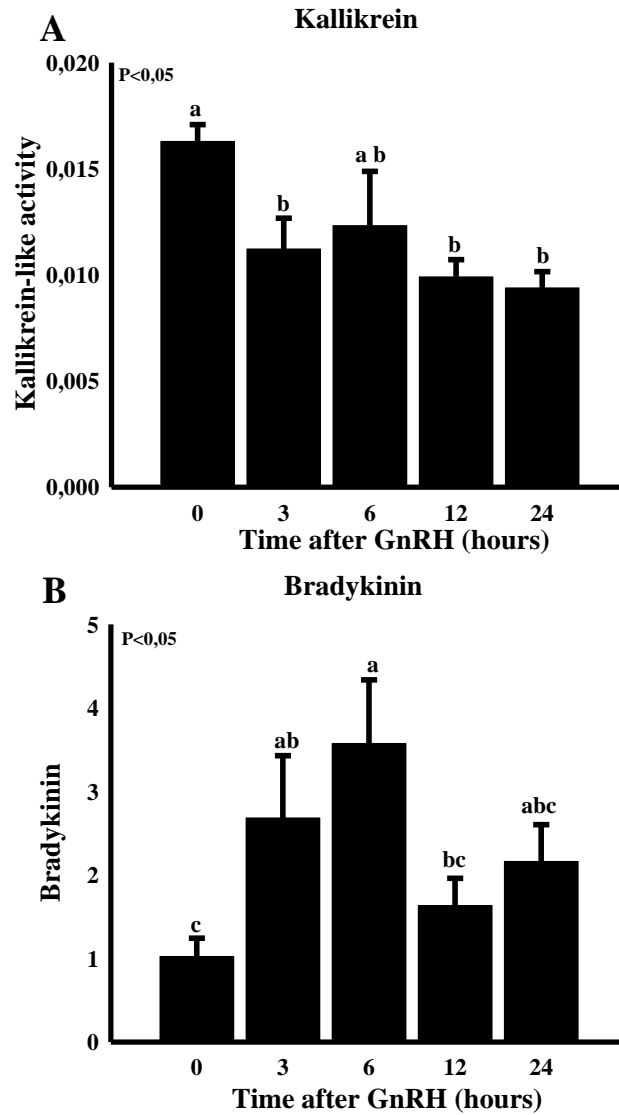 A
Kallikrein
0,020
P<0,05
a
a b
0,015
b
b
b
0,010
Kallikrein-like activity
0,005
0,000
0 3 6 12 24
Time after GnRH (hours)
B
Bradykinin
5
P<0,05
a
4
ab
3
abc
bc
Bradykinin
2
c
1
0
0 3 6 12 24
Time after GnRH (hours)